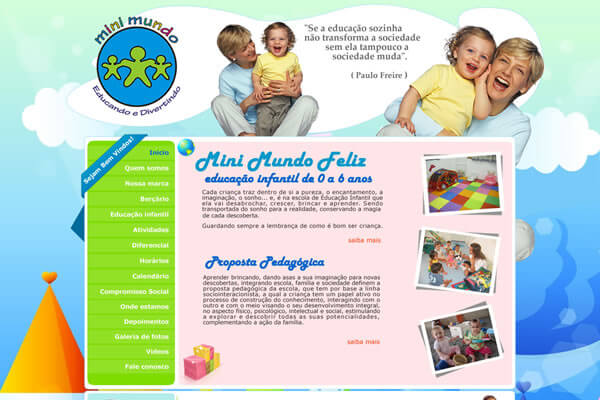 mini mundo
Educando e Divertindo
"Se a educação sozinha
não transforma a sociedade
sem ela tampouco a
sociedade muda".
( Paulo Freire )
Sejam Bem Vindos!
Início
Quem somos
Nossa marca
Berçário
Educação infantil
Atividades
Diferencial
Horários
Calendário
Compromisso Social
Onde estamos
Depoimentos
Galeria de fotos
Vídeos
Fale conosco
Mini Mundo Feliz
educação infantil de 0 a 6 anos
Cada criança traz dentro de si a pureza, o encantamento, a
imaginação, o sonho... e, é na escola de Educação Infantil que
ela vai desabrochar, crescer, brincar e aprender. Sendo
transportada do sonho para a realidade, conservando a magia
de cada descoberta.
Guardando sempre a lembrança de como é bom ser criança.
saiba mais
Proposta Pedagógica
Aprender brincando, dando asas a sua imaginação para novas
descobertas, integrando escola, família e sociedade definem a
proposta pedagógica da escola, que tem por base a linha
sociointeracionista, a qual a criança tem um papel ativo no
processo de construção do conhecimento, interagindo com o
outro e com o meio visando o seu desenvolvimento integral,
no aspecto físico, psicológico, intelectual e social, estimulando
a explorar e descobrir todas as suas potencialidades,
complementando a ação da família.
saiba mais